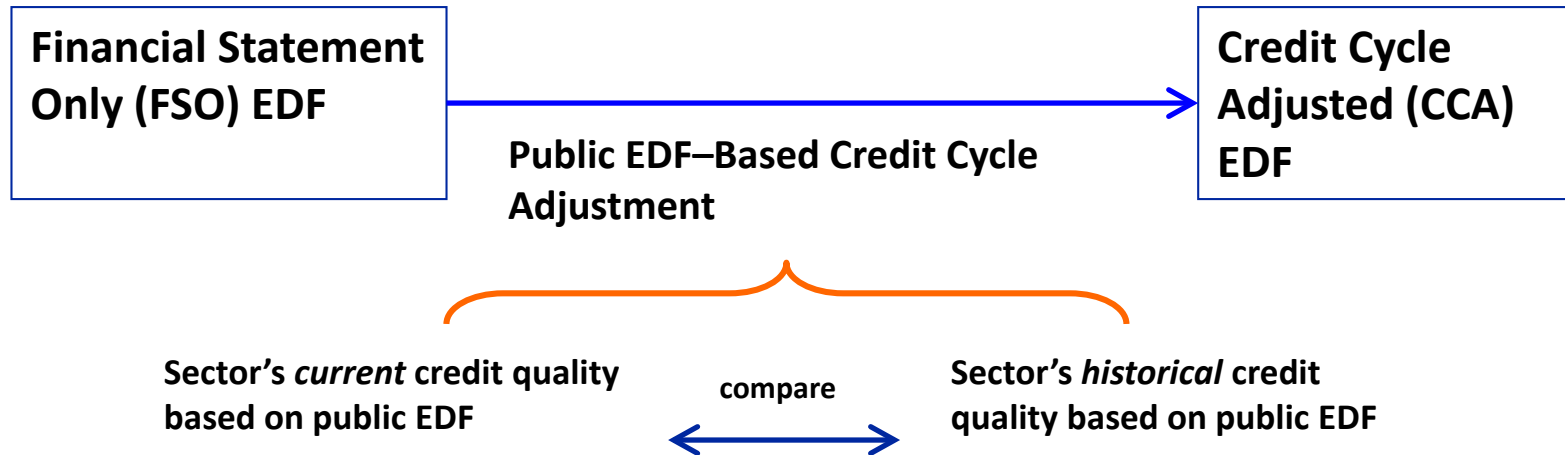 Financial Statement
Only (FSO) EDF
Credit Cycle
Adjusted (CCA)
EDF
Public EDF–Based Credit Cycle
Adjustment
Sector’s current credit quality
based on public EDF
compare
Sector’s historical credit
quality based on public EDF